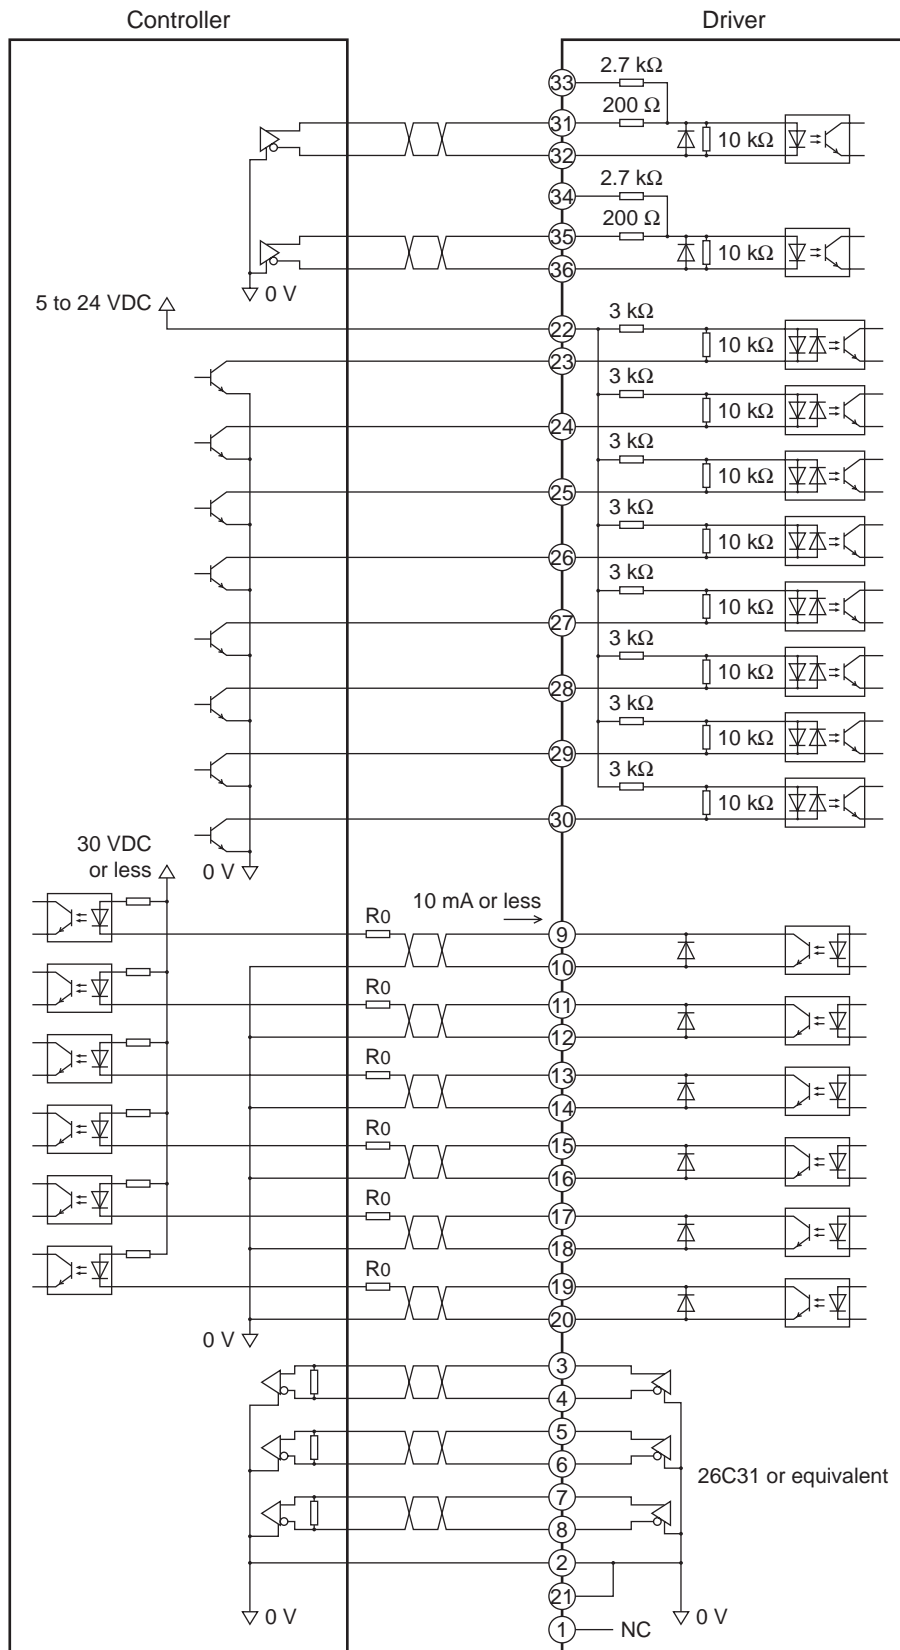 Controller
Driver
33
2.7 kΩ
31
200 Ω
10 kΩ
32
34
2.7 kΩ
35
200 Ω
10 kΩ
36
0 V
5 to 24 VDC
22
3 kΩ
10 kΩ
23
3 kΩ
10 kΩ
24
3 kΩ
10 kΩ
25
3 kΩ
10 kΩ
26
3 kΩ
10 kΩ
27
3 kΩ
10 kΩ
28
3 kΩ
10 kΩ
29
3 kΩ
10 kΩ
30
30 VDC
or less
0 V
10 mA or less
R0
9
10
R0
11
12
R0
13
14
R0
15
16
R0
17
18
R0
19
20
0 V
3
4
5
6
26C31 or equivalent
7
8
2
21
0 V
0 V
1
NC